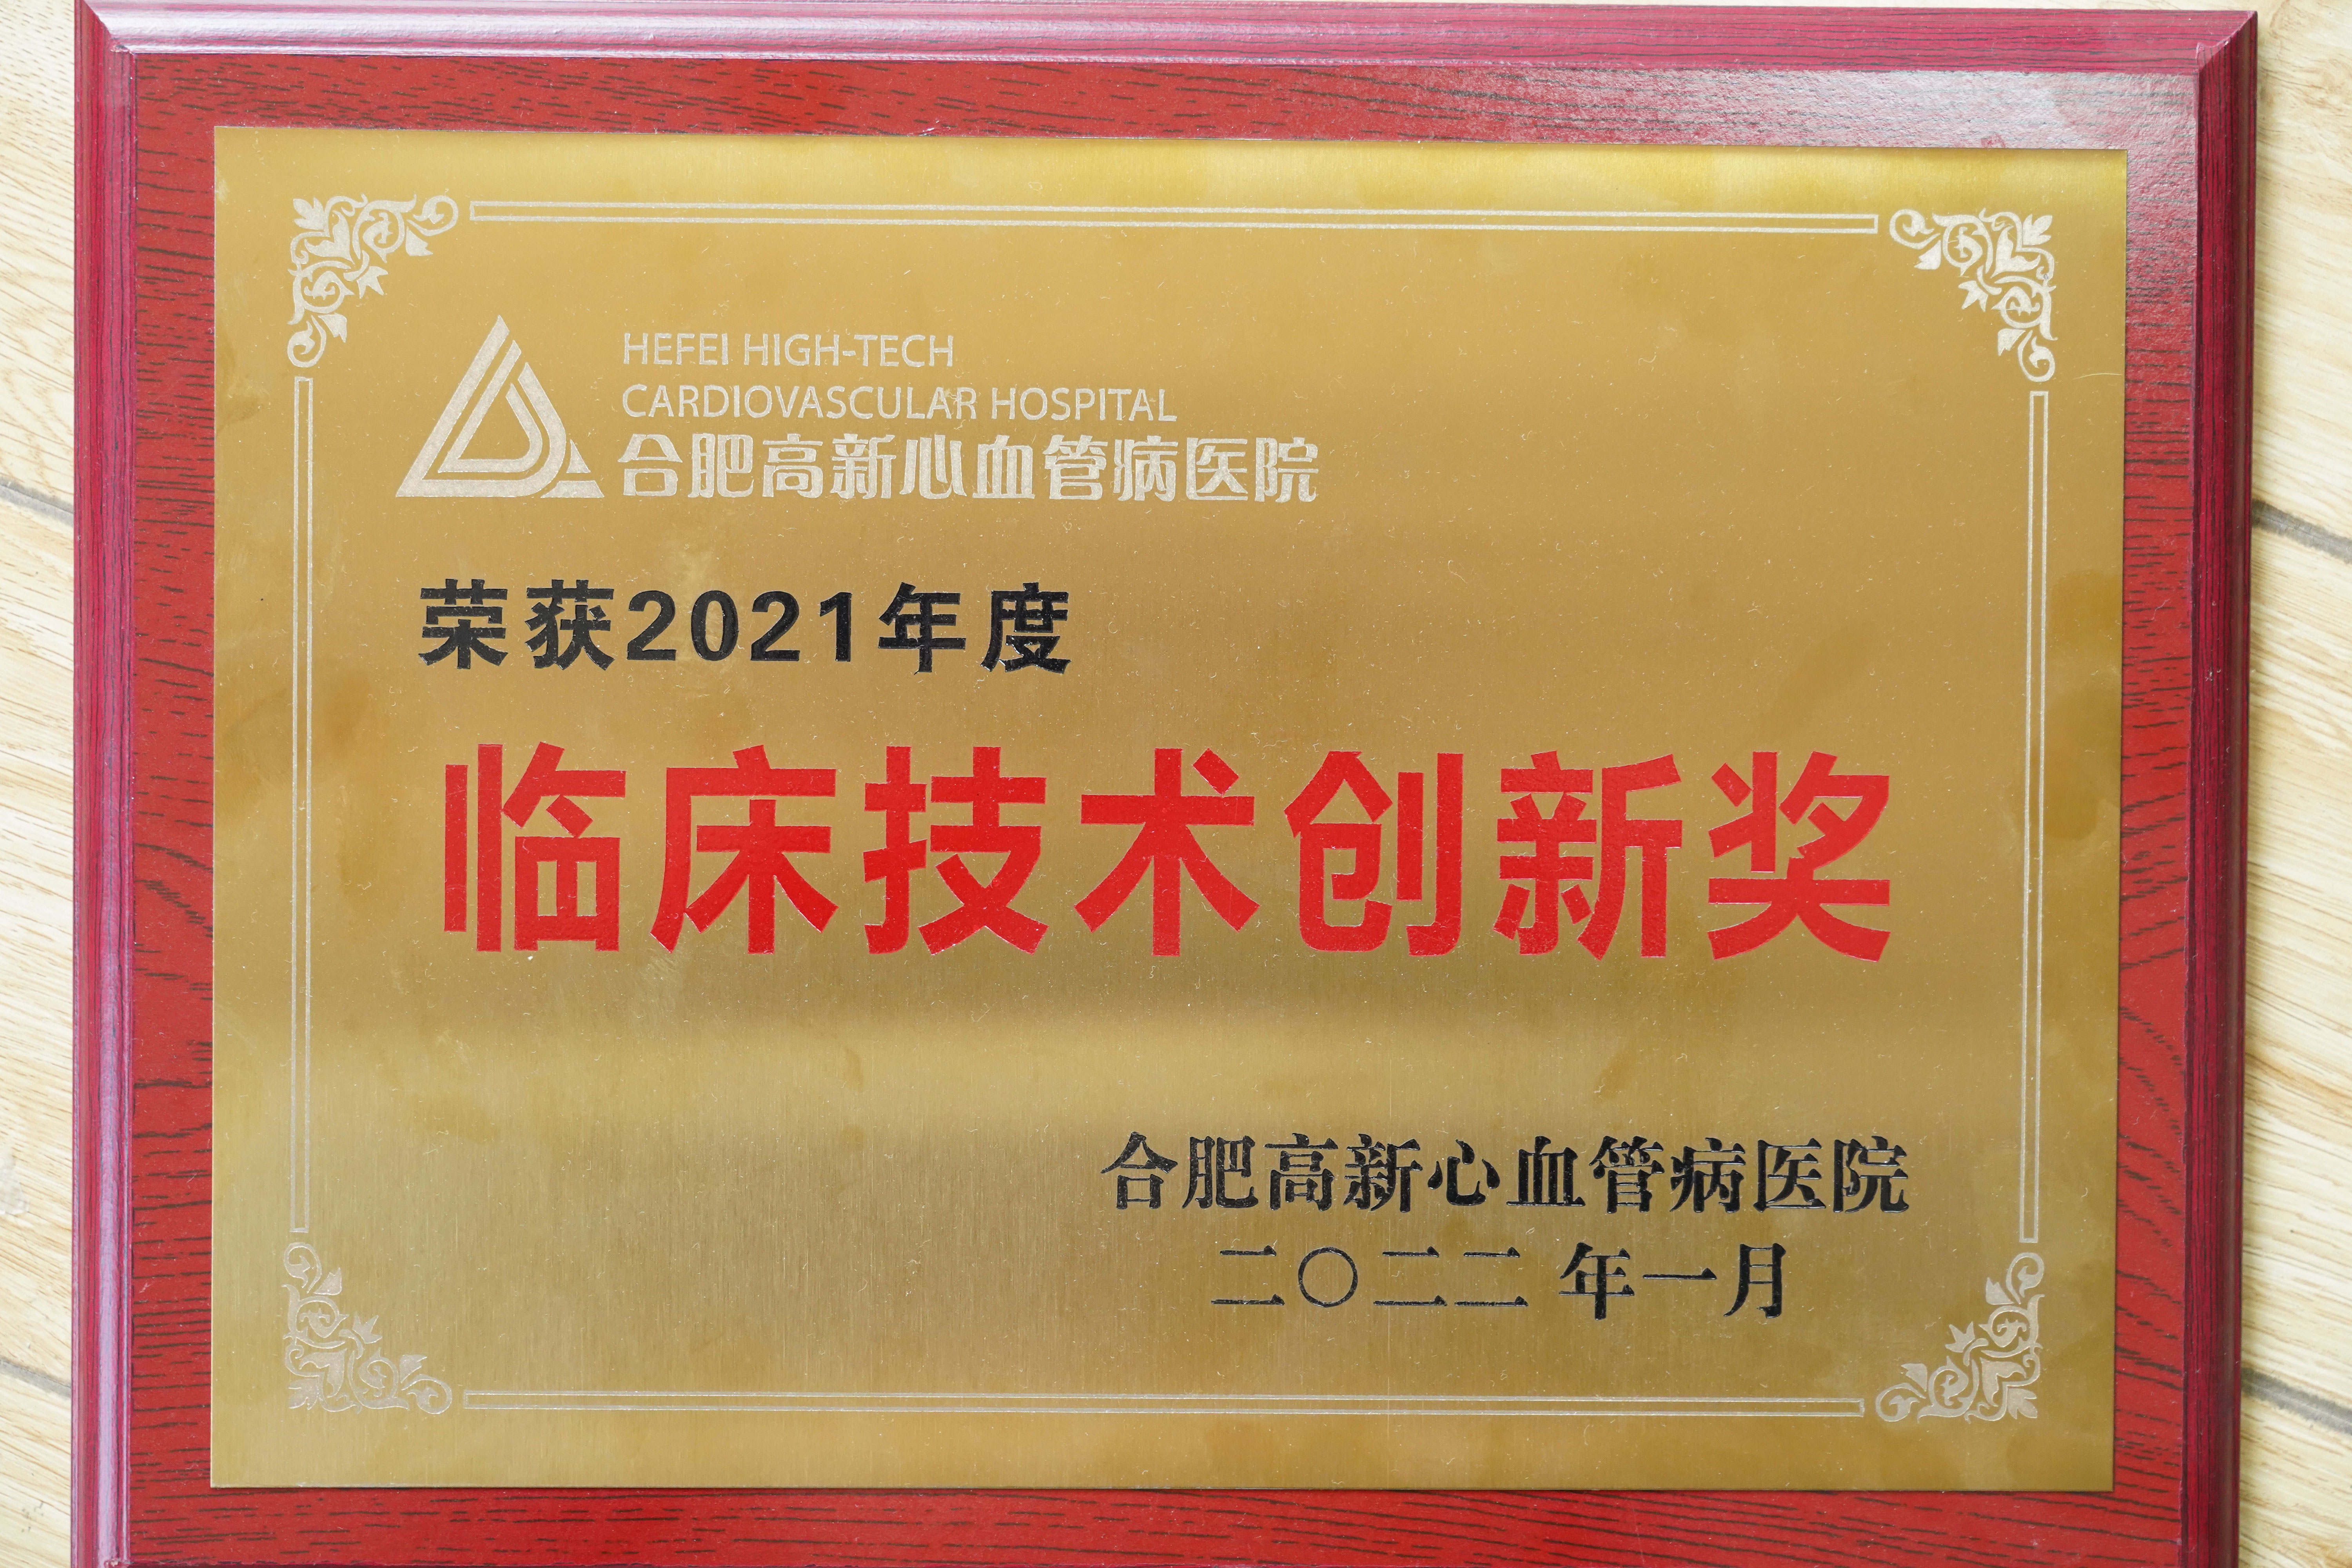 HEFEI HIGH-TECH
CARDIOVASCULAR HOSPITAL
合肥高新心血管病医院
荣获2021年度
临床技术创新奖
合肥高新心血管病医院
二〇二二年一月